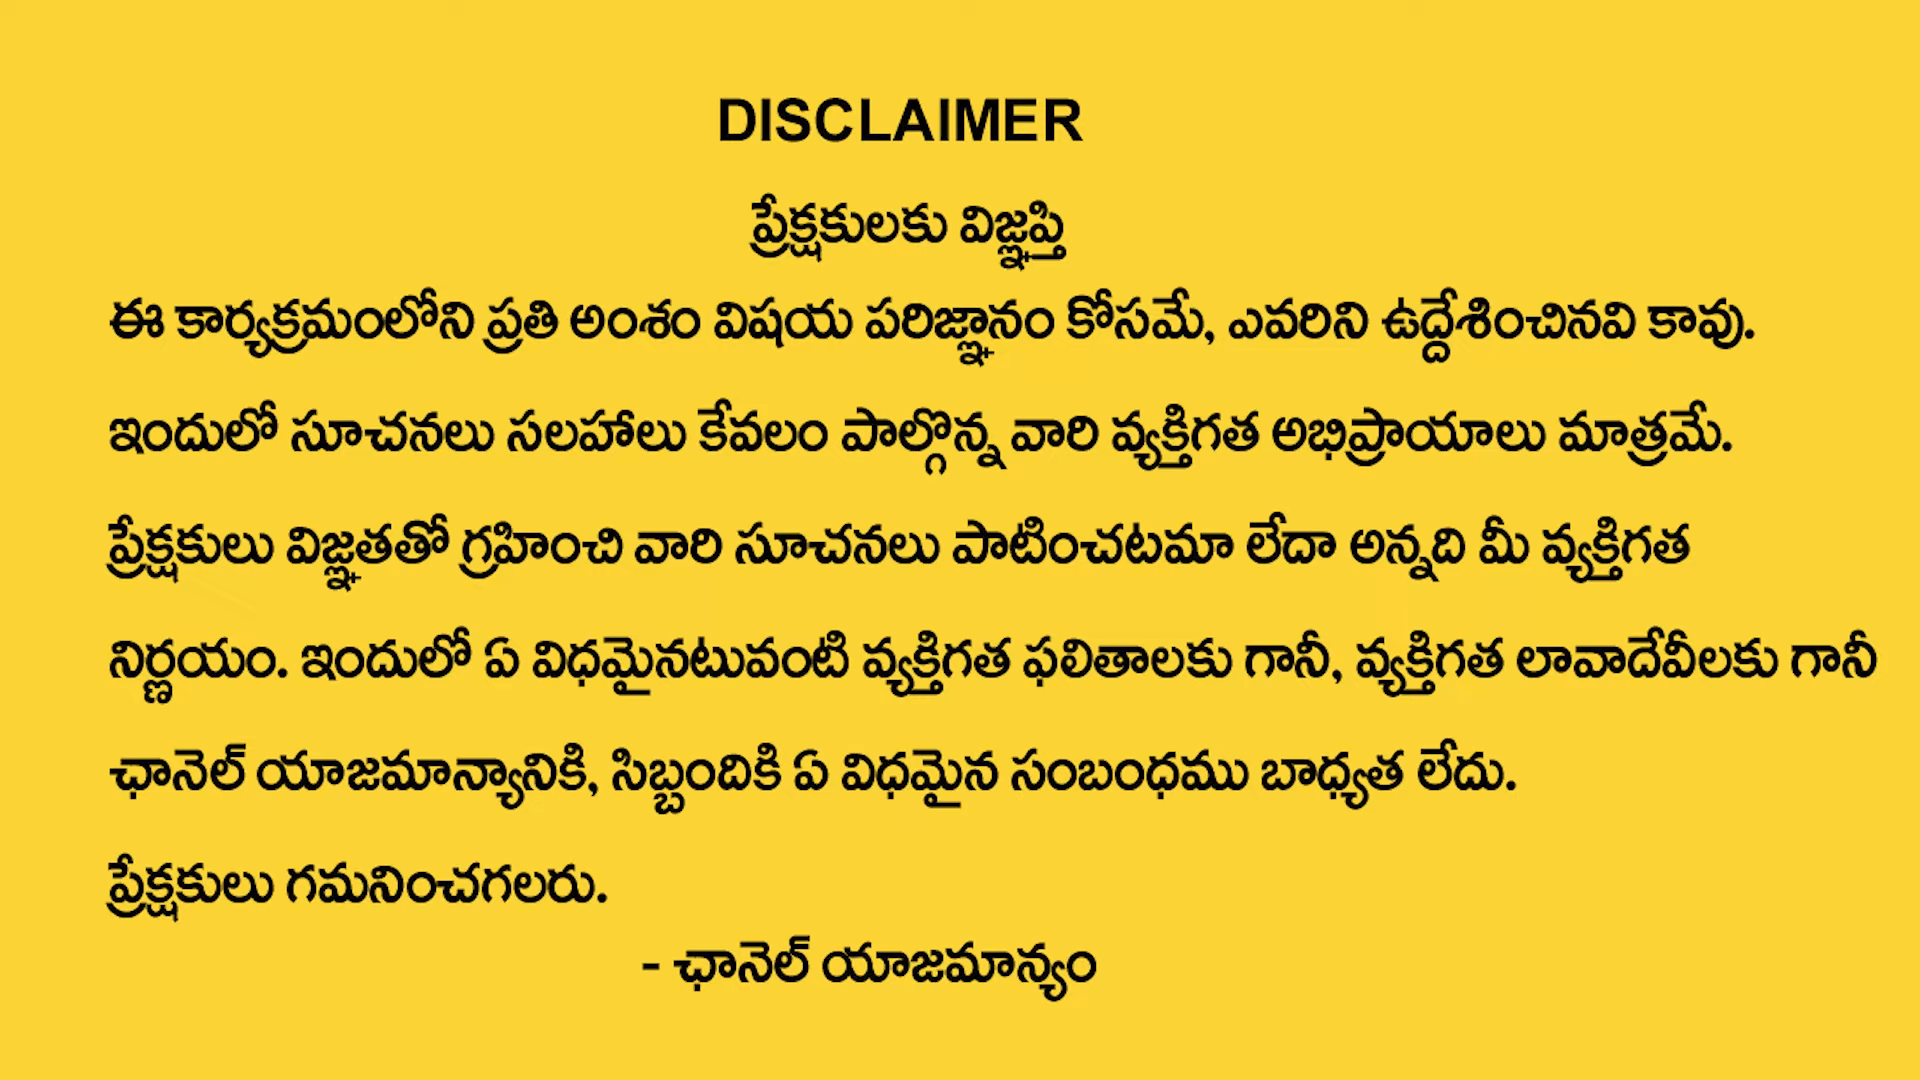 DISCLAIMER
ప్రేక్షకులకు విజ్ఞప్తి
ఈ కార్యక్రమంలోని ప్రతి అంశం విషయ పరిజ్ఞానం కోసమే, ఎవరిని ఉద్దేశించినవి కావు.
ఇందులో సూచనలు సలహాలు కేవలం పాల్గొన్న వారి వ్యక్తిగత అభిప్రాయాలు మాత్రమే.
ప్రేక్షకులు విజ్ఞతతో గ్రహించి వారి సూచనలు పాటించటమా లేదా అన్నది మీ వ్యక్తిగత
నిర్ణయం. ఇందులో ఏ విధమైనటువంటి వ్యక్తిగత ఫలితాలకు గానీ, వ్యక్తిగత లావాదేవీలకు గానీ
ఛానెల్ యాజమాన్యానికి, సిబ్బందికి ఏ విధమైన సంబంధము బాధ్యత లేదు.
ప్రేక్షకులు గమనించగలరు.
- ఛానెల్ యాజమాన్యం